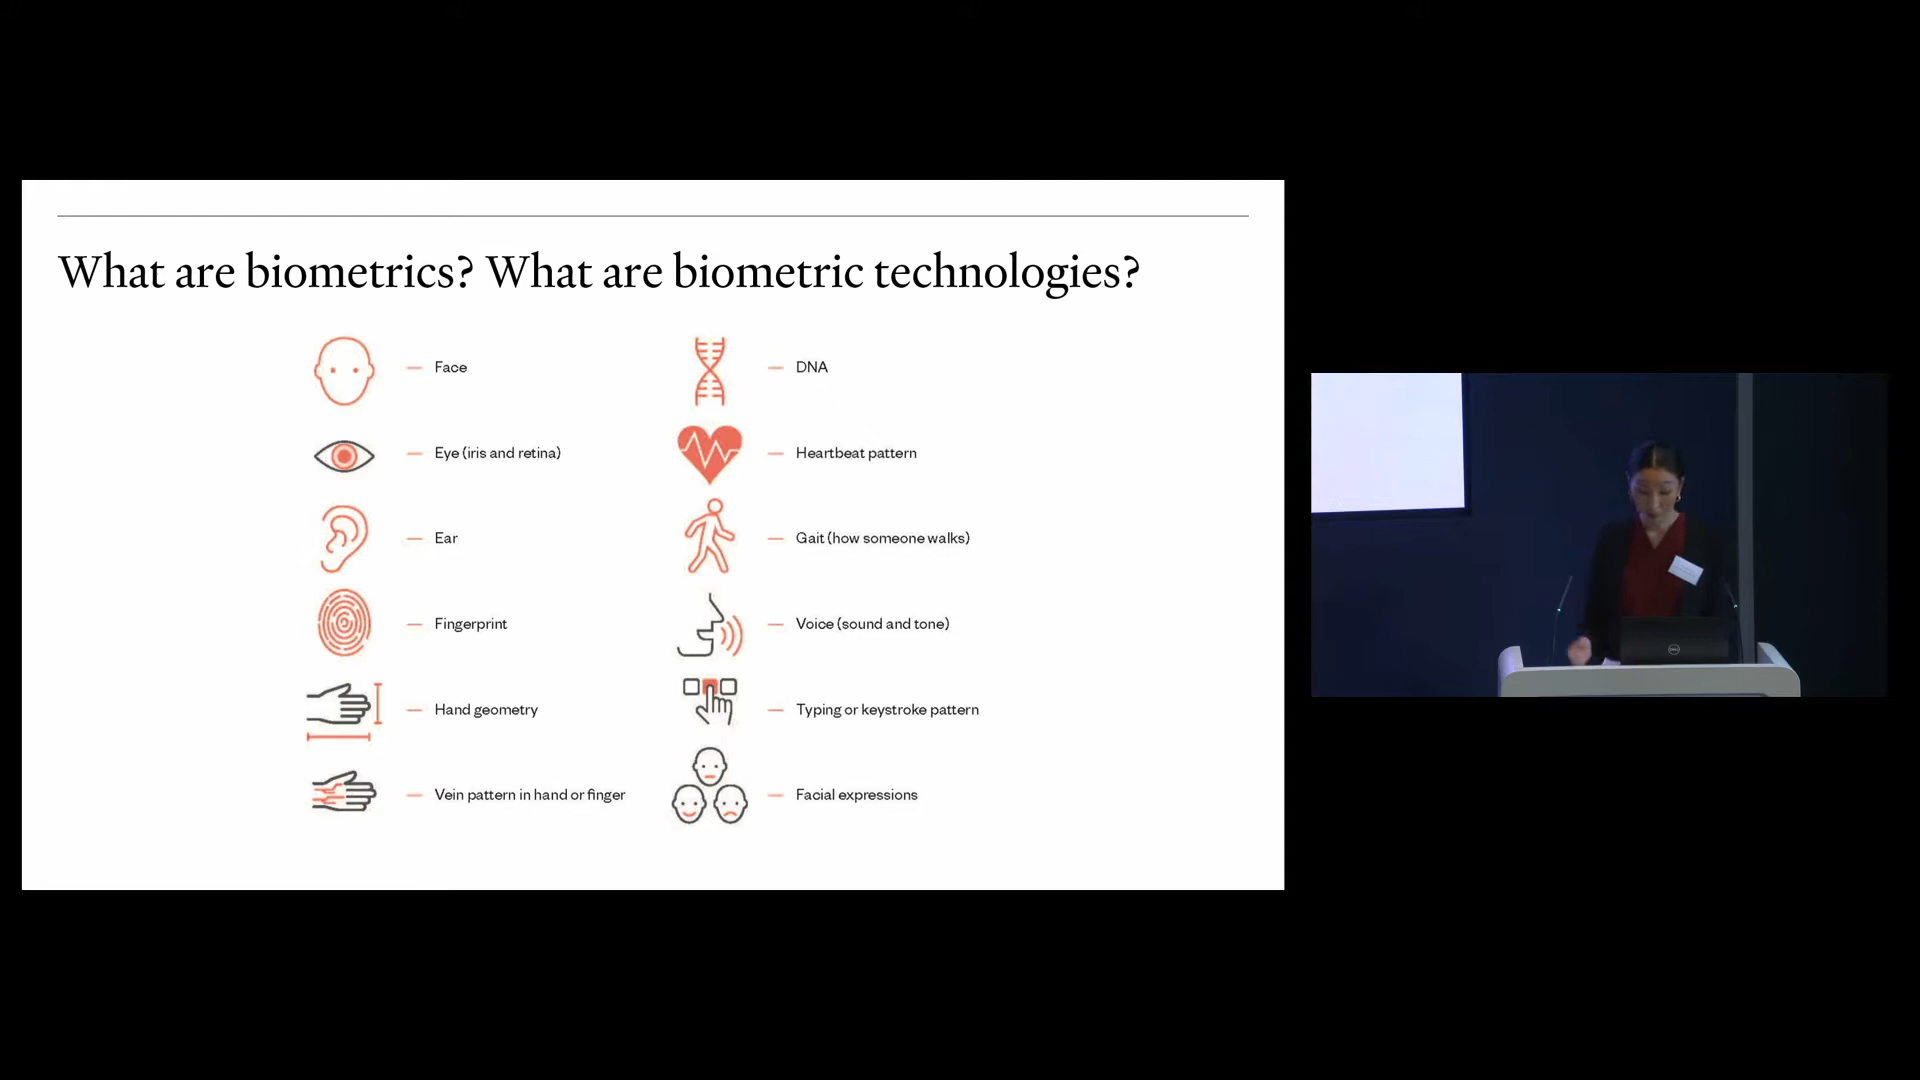 What are biometrics? What are biometric technologies?
Face
Eye (iris and retina)
Ear
Fingerprint
Hand geometry
Vein pattern in hand or finger
DNA
Heartbeat pattern
Gait (how someone walks)
Voice (sound and tone)
Typing or keystroke pattern
Facial expressions